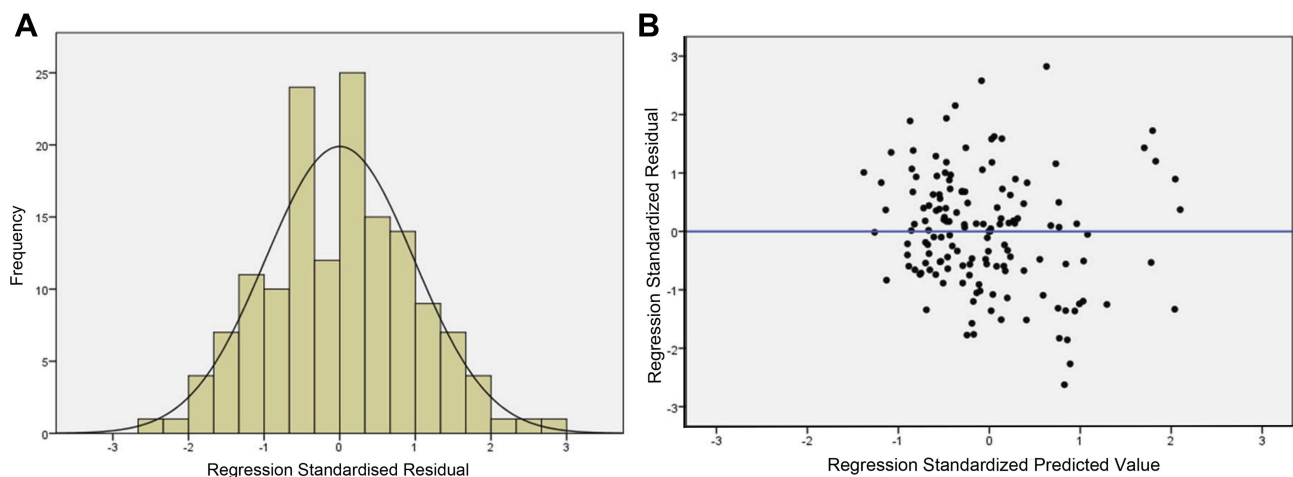 A
Frequency
25
20
15
10
5
0
-3 -2 -1 0 1 2 3
Regression Standardised Residual
B
Regression Standardized Residual
3
2
1
0
-1
-2
-3
-3 -2 -1 0 1 2 3
Regression Standardized Predicted Value